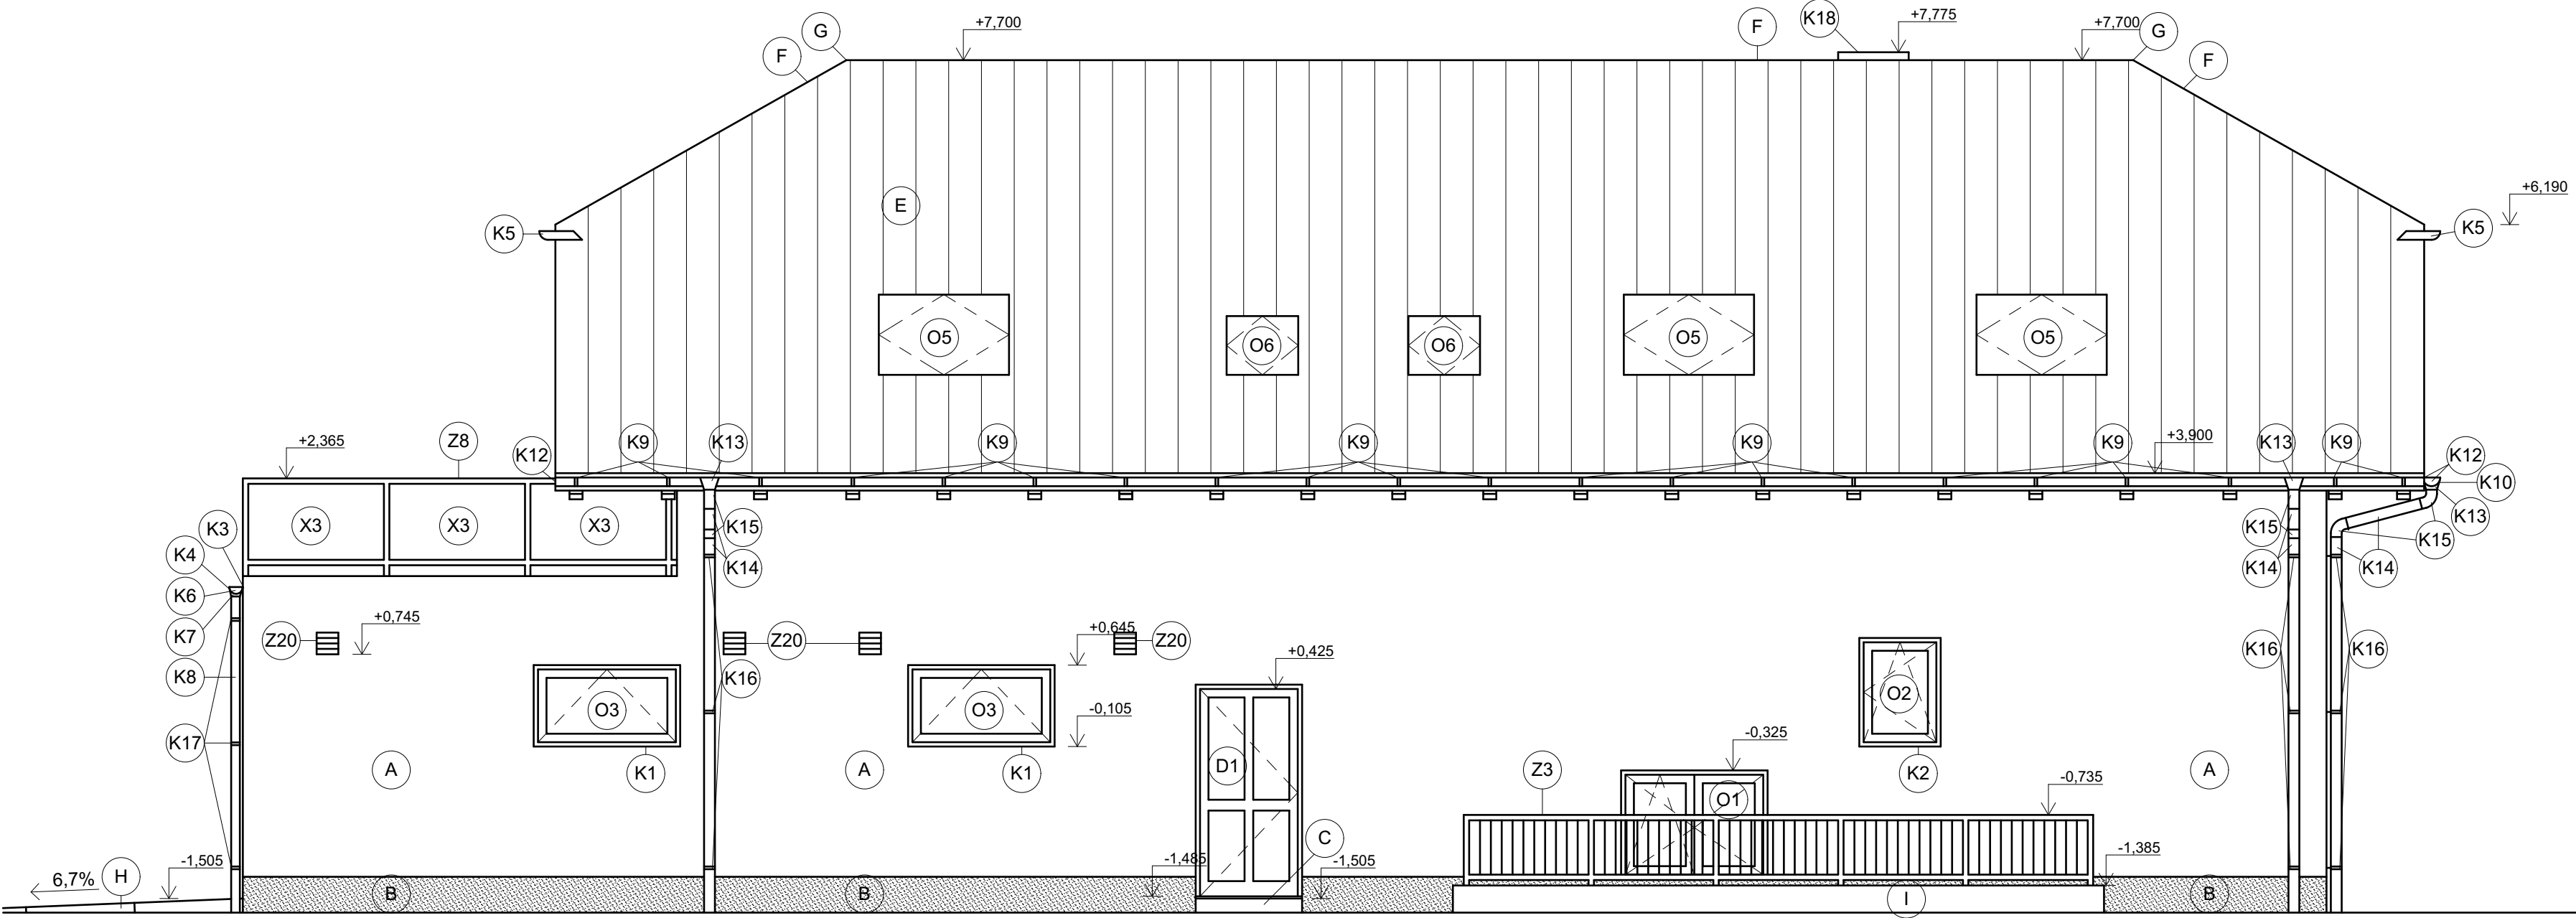 K18
+7,775
+7,700
F
+7,700
G
G
F
F
+6,190
E
K5
K5
O5
O6
O6
O5
O5
+2,365
Z8
K12
K9
K13
K9
K9
K9
K9
+3,900
K13
K9
K12
K10
K13
X3
X3
X3
K3
K15
K15
K15
K4
K14
K14
K14
K6
K7
Z20
+0,745
Z20
+0,645
Z20
+0,425
K8
K16
K16
K16
O3
O3
-0,105
O2
K17
-0,325
A
K1
A
K1
D1
Z3
K2
A
-0,735
O1
C
6,7%
H
-1,505
-1,485
-1,505
-1,385
B
B
I
B